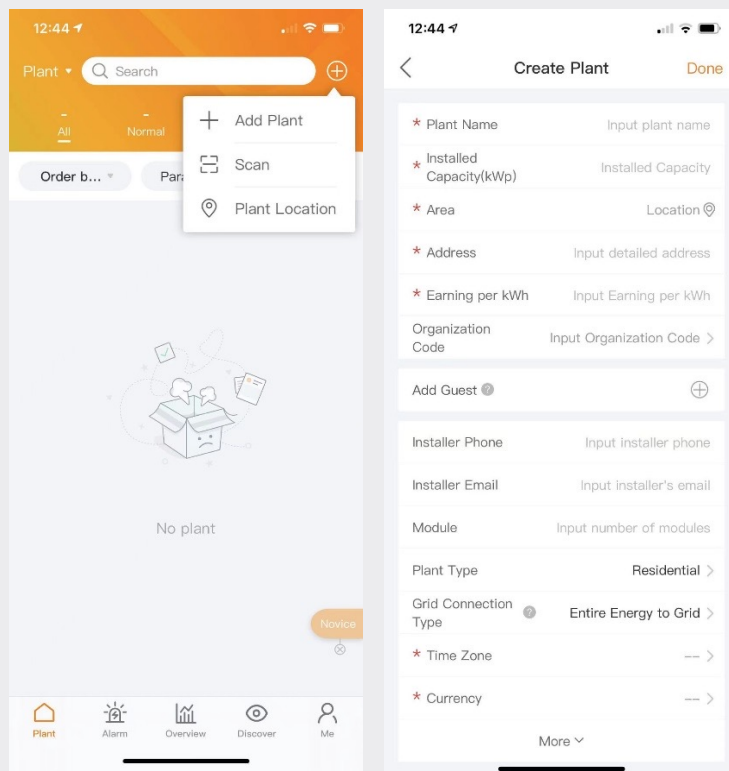 12:44
Plant
Search
Add Plant
Scan
Plant Location
-
All
-
Normal
Order b...
Para
No plant
Novice
Plant
Alarm
Overview
Discover
Me
12:44
Create Plant
Done
* Plant Name
Input plant name
* Installed
Capacity(kWp)
Installed Capacity
* Area
Location
* Address
Input detailed address
* Earning per kWh
Input Earning per kWh
Organization
Code
Input Organization Code >
Add Guest ?
Installer Phone
Input installer phone
Installer Email
Input installer's email
Module
Input number of modules
Plant Type
Residential >
Grid Connection
Type ?
Entire Energy to Grid >
* Time Zone
-- >
* Currency
-- >
More